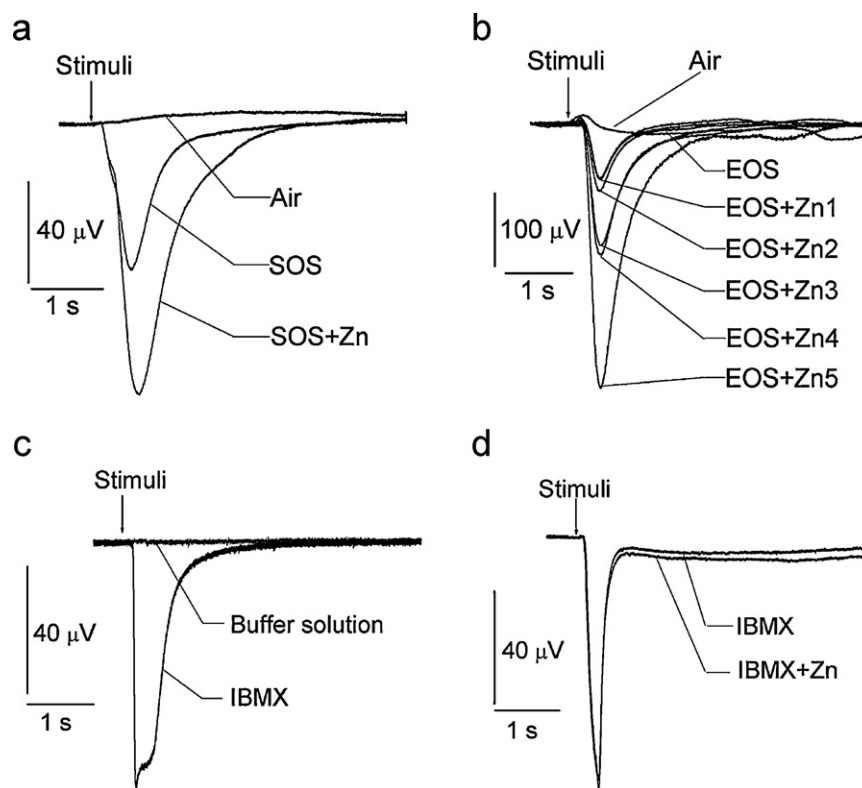 a
Stimuli
Air
40 μV
SOS
1 s
SOS+Zn
b
Stimuli
Air
EOS
EOS+Zn1
100 μV
EOS+Zn2
1 s
EOS+Zn3
EOS+Zn4
EOS+Zn5
c
Stimuli
40 μV
Buffer solution
IBMX
1 s
d
Stimuli
IBMX
40 μV
IBMX+Zn
1 s